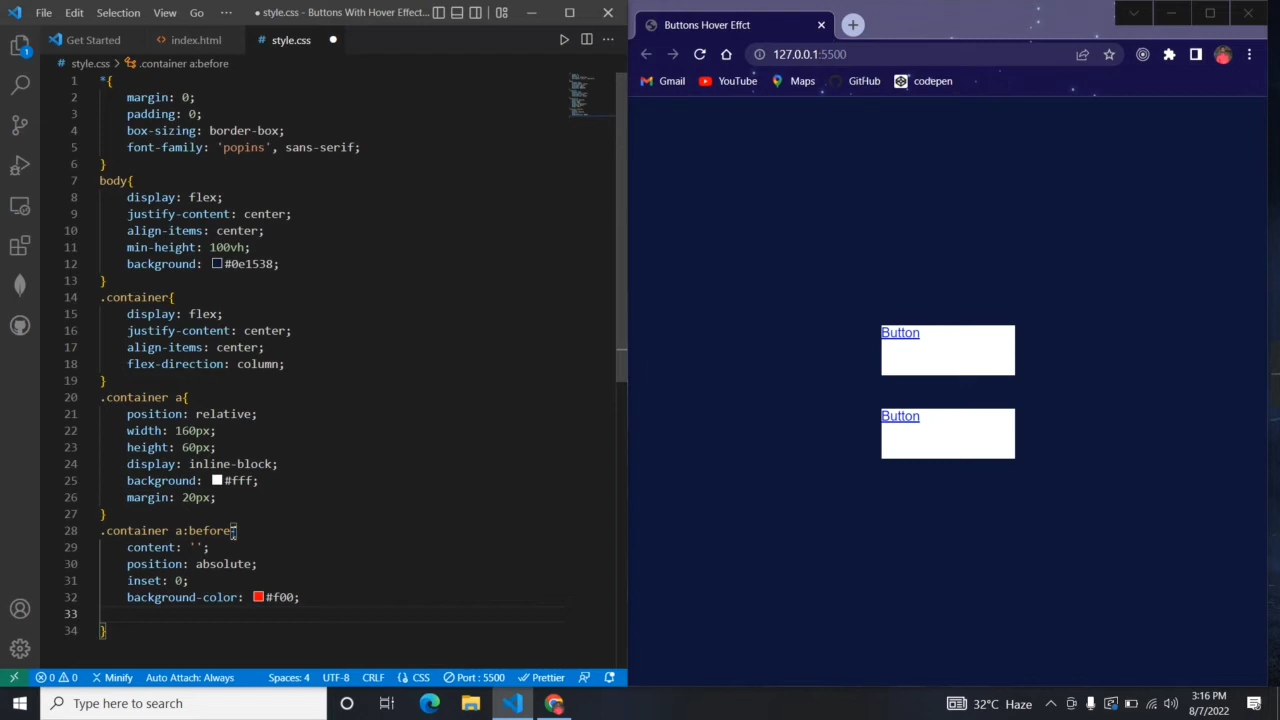 File Edit Selection View Go ··· ● style.css - Buttons With Hover Effect...
Get Started index.html style.css
# style.css > .container a:before
1 *{
2 margin: 0;
3 padding: 0;
4 box-sizing: border-box;
5 font-family: 'popins', sans-serif;
6 }
7 body{
8 display: flex;
9 justify-content: center;
10 align-items: center;
11 min-height: 100vh;
12 background: #0e1538;
13 }
14 .container{
15 display: flex;
16 justify-content: center;
17 align-items: center;
18 flex-direction: column;
19 }
20 .container a{
21 position: relative;
22 width: 160px;
23 height: 60px;
24 display: inline-block;
25 background: #fff;
26 margin: 20px;
27 }
28 .container a:before{
29 content: '';
30 position: absolute;
31 inset: 0;
32 background-color: #f00;
33
34 }
0 0 Minify Auto Attach: Always Spaces: 4 UTF-8 CRLF CSS Port : 5500 Prettier
Buttons Hover Effct
127.0.0.1:5500
Gmail YouTube Maps GitHub codepen
Button
Button
Type here to search
32°C Haze
3:16 PM
8/7/2022
1